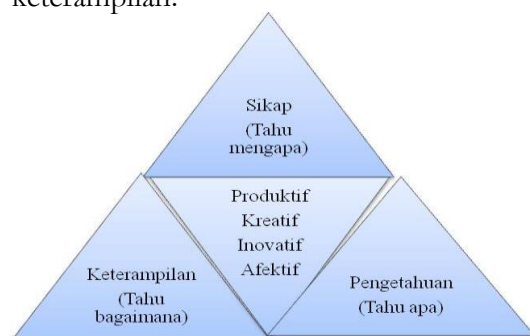 keterampilan.
Sikap
(Tahu
mengapa)
Produktif
Kreatif
Inovatif
Afektif
Keterampilan
(Tahu
bagaimana)
Pengetahuan
(Tahu apa)